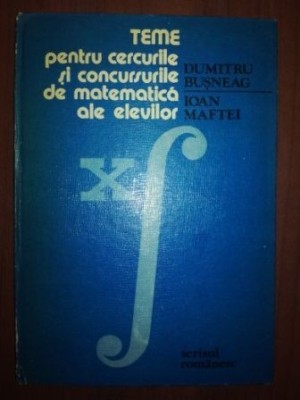 TEME
pentru cercurile
și concursurile
de matematică
ale elevilor
DUMITRU
BUȘNEAG
IOAN
MAFTEI
x∫
scrisul
românesc